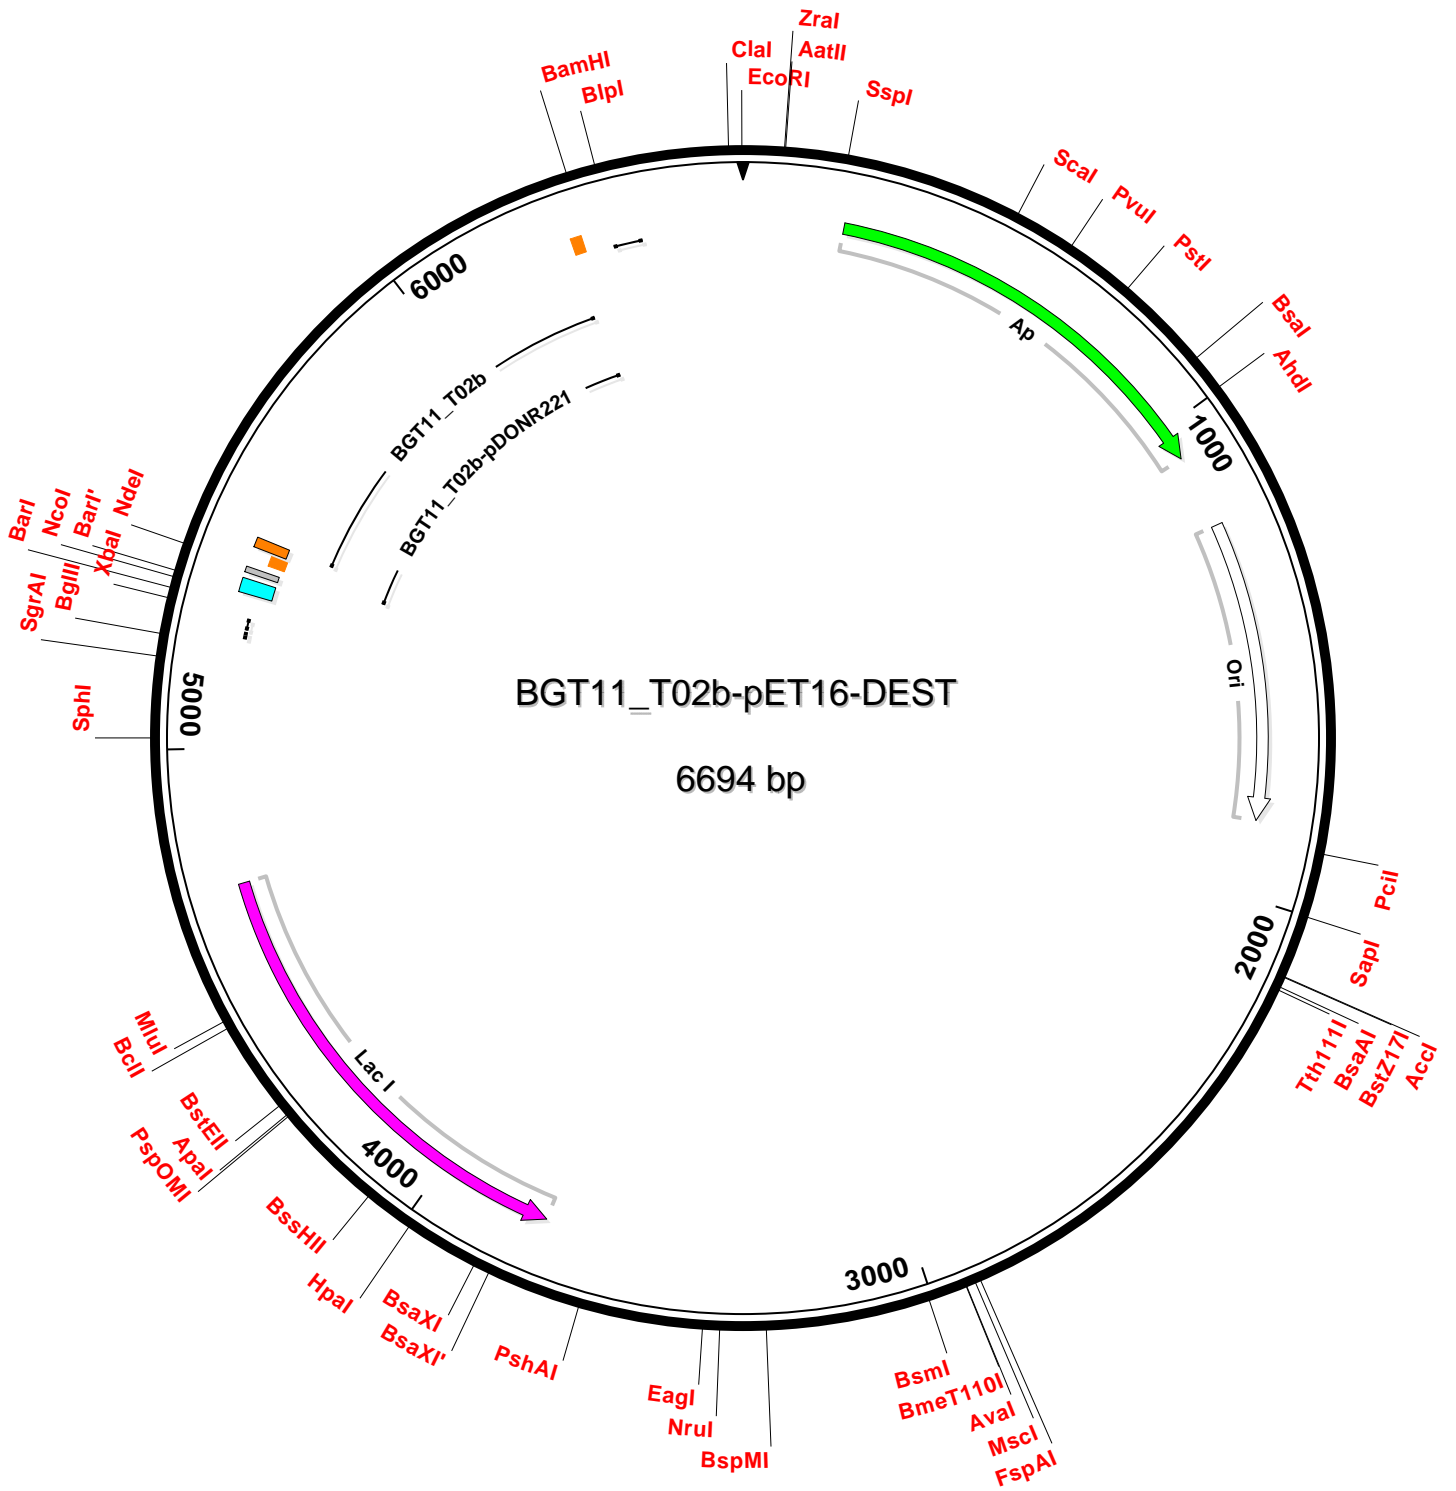 ZraI
ClaI
AatII
EcoRI
SspI
BamHI
BlpI
ScaI
PvuI
PstI
BsaI
AhdI
6000
Ap
1000
BGT11_T02b
BGT11_T02b-pDONR221
NdeI
BarI'
NcoI
BarI
XbaI
BglII
SgrAI
SphI
5000
Ori
BGT11_T02b-pET16-DEST
6694 bp
PciI
SapI
2000
Tth111I
BsaAI
BstZ17I
AccI
MluI
BclI
BstEII
ApaI
PspOMI
Lac I
4000
BssHII
HpaI
BsaXI
BsaXI'
PshAI
EagI
NruI
BspMI
3000
BsmI
BmeT110I
AvaI
MscI
FspAI